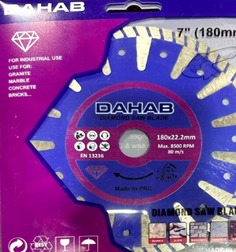 DAHAB
7" (180mm
FOR INDUSTRIAL USE
USE FOR:
GRANITE
MARBLE
CONCRETE
BRICKS...
DAHAB
DIAMOND SAW BLADE
180x22.2mm
Max. 8500 RPM
80 m/s
EN 13236
Made in PRC
DIAMOND SAW BLADE